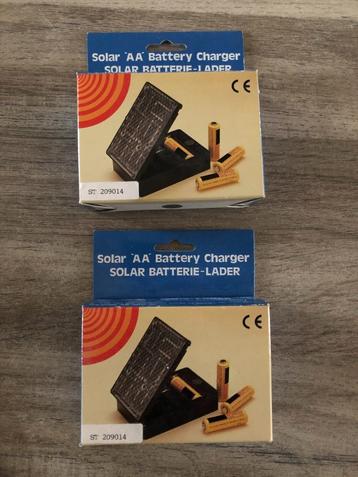 Solar "AA" Battery Charger
SOLAR BATTERIE-LADER
CE
ST 209014
Solar "AA" Battery Charger
SOLAR BATTERIE-LADER
CE
ST 209014